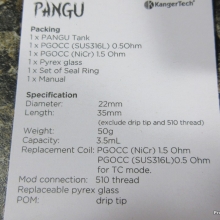 PANGU KangerTech
Packing
1 x PANGU Tank
1 x PGOCC (SUS316L) 0.5Ohm
1 x PGOCC (NiCr) 1.5 Ohm
1 x Pyrex glass
1 x Set of Seal Ring
1 x Manual
Specification
Diameter: 22mm
Length: 35mm
(exclude drip tip and 510 thread)
Weight: 50g
Capacity: 3.5mL
Replacement Coil: PGOCC (NiCr) 1.5 Ohm
PGOCC (SUS316L)0.5 Ohm
for TC mode.
Mod connection: 510 thread
Replaceable pyrex glass
POM: drip tip